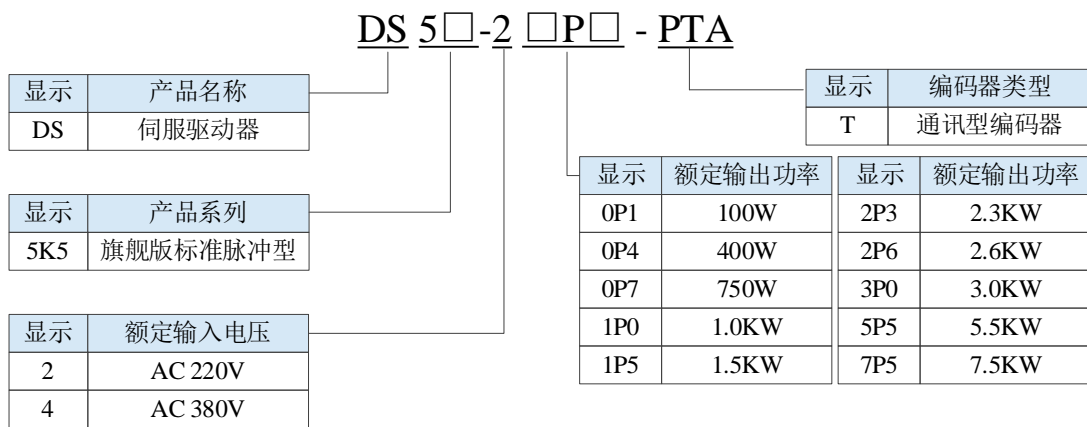 DS 5□-2 □P□ - PTA
显示 产品名称
DS 伺服驱动器
显示 产品系列
5K5 旗舰版标准脉冲型
显示 额定输入电压
2 AC 220V
4 AC 380V
显示 编码器类型
T 通讯型编码器
显示 额定输出功率 显示 额定输出功率
0P1 100W 2P3 2.3KW
0P4 400W 2P6 2.6KW
0P7 750W 3P0 3.0KW
1P0 1.0KW 5P5 5.5KW
1P5 1.5KW 7P5 7.5KW